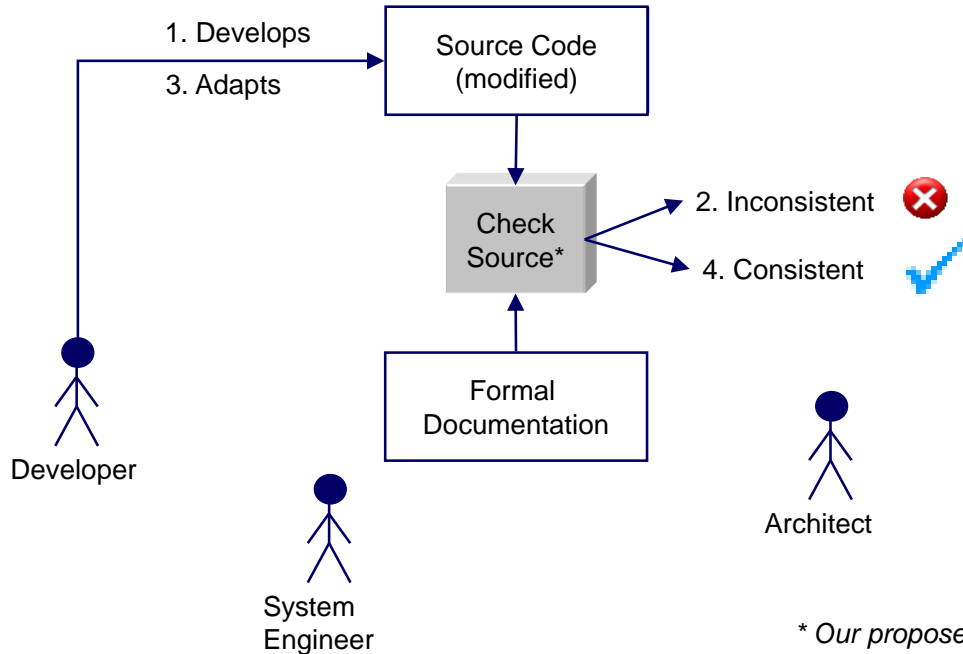 1. Develops
3. Adapts
Source Code
(modified)
Check
Source*
2. Inconsistent
4. Consistent
Formal
Documentation
Developer
System
Engineer
Architect
* Our propose